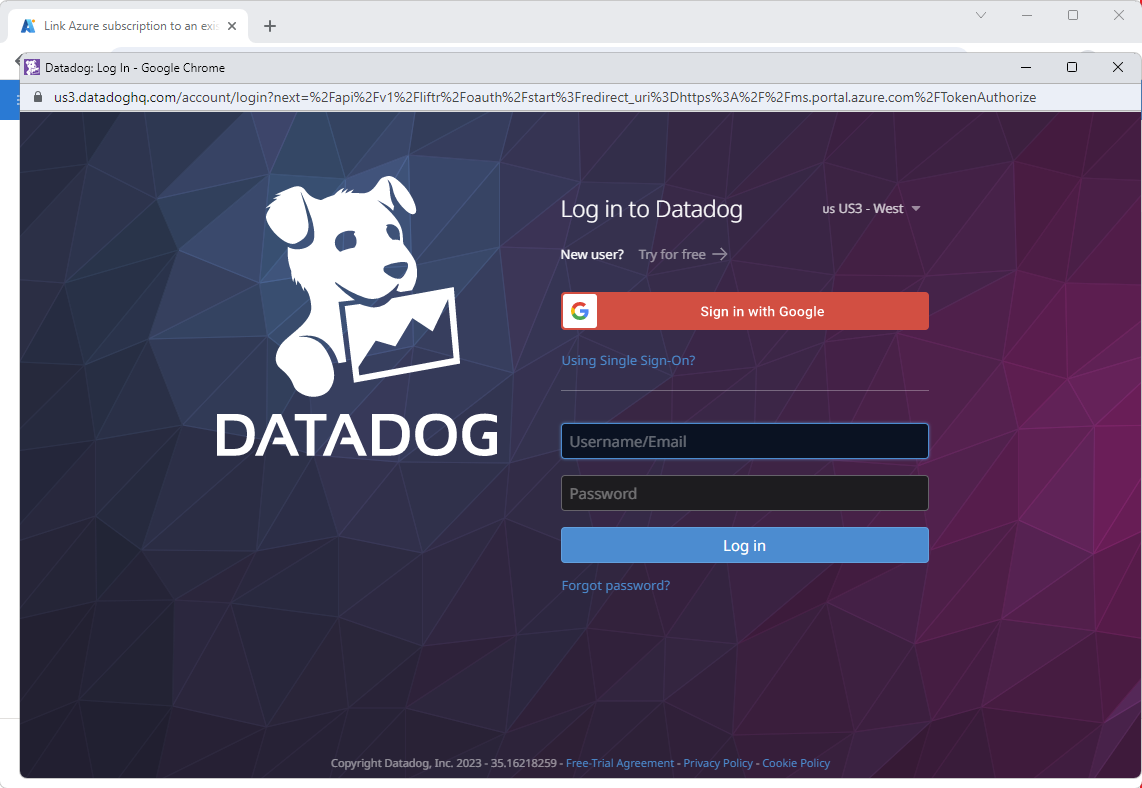 Link Azure subscription to an exis
Datadog: Log In - Google Chrome
us3.datadoghq.com/account/login?next=%2Fapi%2Fv1%2Fliftr%2Foauth%2Fstart%3Fredirect_uri%3Dhttps%3A%2F%2Fms.portal.azure.com%2FTokenAuthorize
DATADOG
Log in to Datadog
us US3 - West
New user? Try for free
Sign in with Google
Using Single Sign-On?
Username/Email
Password
Log in
Forgot password?
Copyright Datadog, Inc. 2023 - 35.16218259 - Free-Trial Agreement - Privacy Policy - Cookie Policy